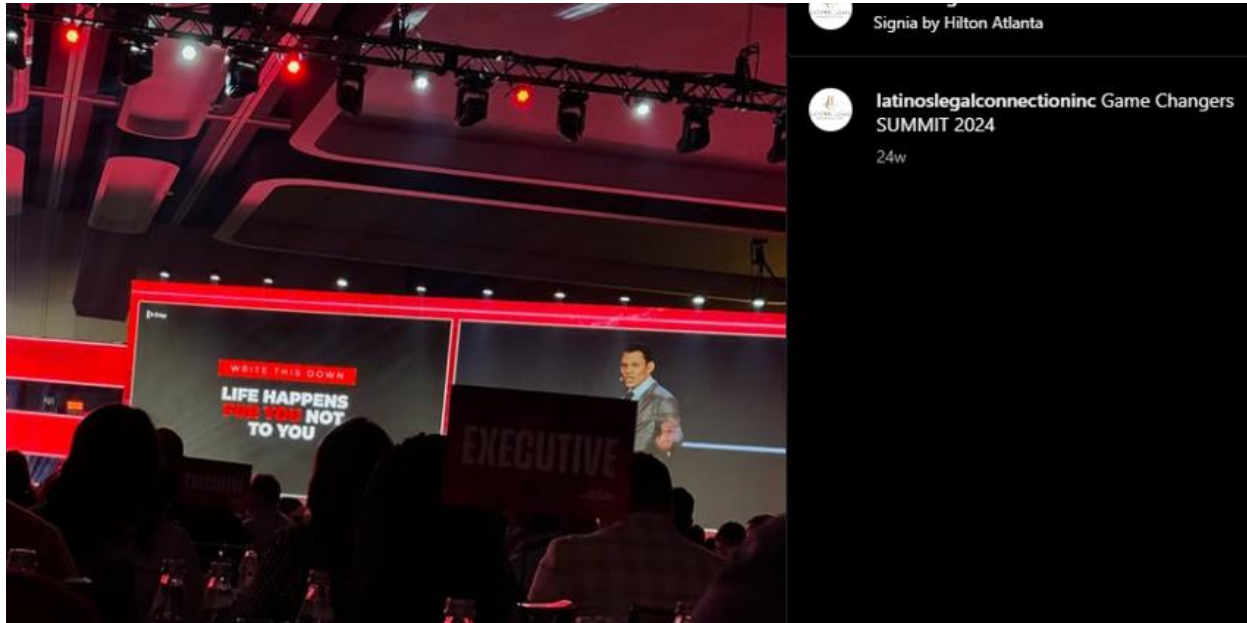 Signia by Hilton Atlanta
latinoslegalconnectioninc Game Changers
SUMMIT 2024
24w
WRITE THIS DOWN
LIFE HAPPENS
FOR YOU NOT
TO YOU
EXECUTIVE
EXECUTIVE